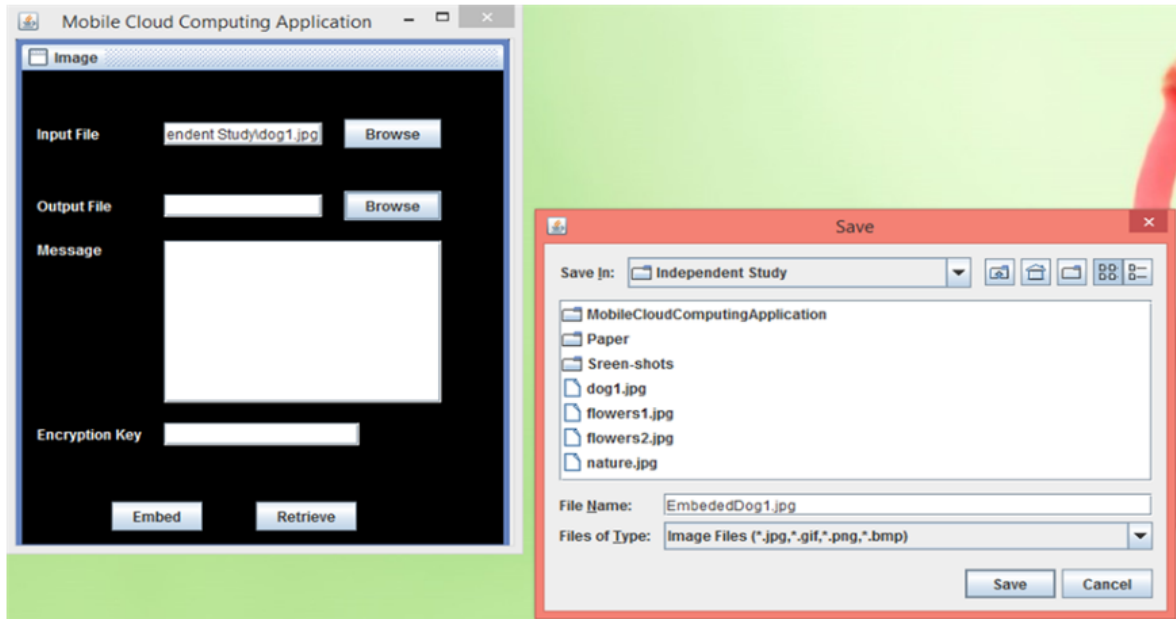 Mobile Cloud Computing Application
Image
Input File endent Study\dog1.jpg Browse
Output File Browse
Message
Encryption Key
Embed Retrieve
Save
Save In: Independent Study
MobileCloudComputingApplication
Paper
Sreen-shots
dog1.jpg
flowers1.jpg
flowers2.jpg
nature.jpg
File Name: EmbededDog1.jpg
Files of Type: Image Files (*.jpg,*.gif,*.png,*.bmp)
Save Cancel